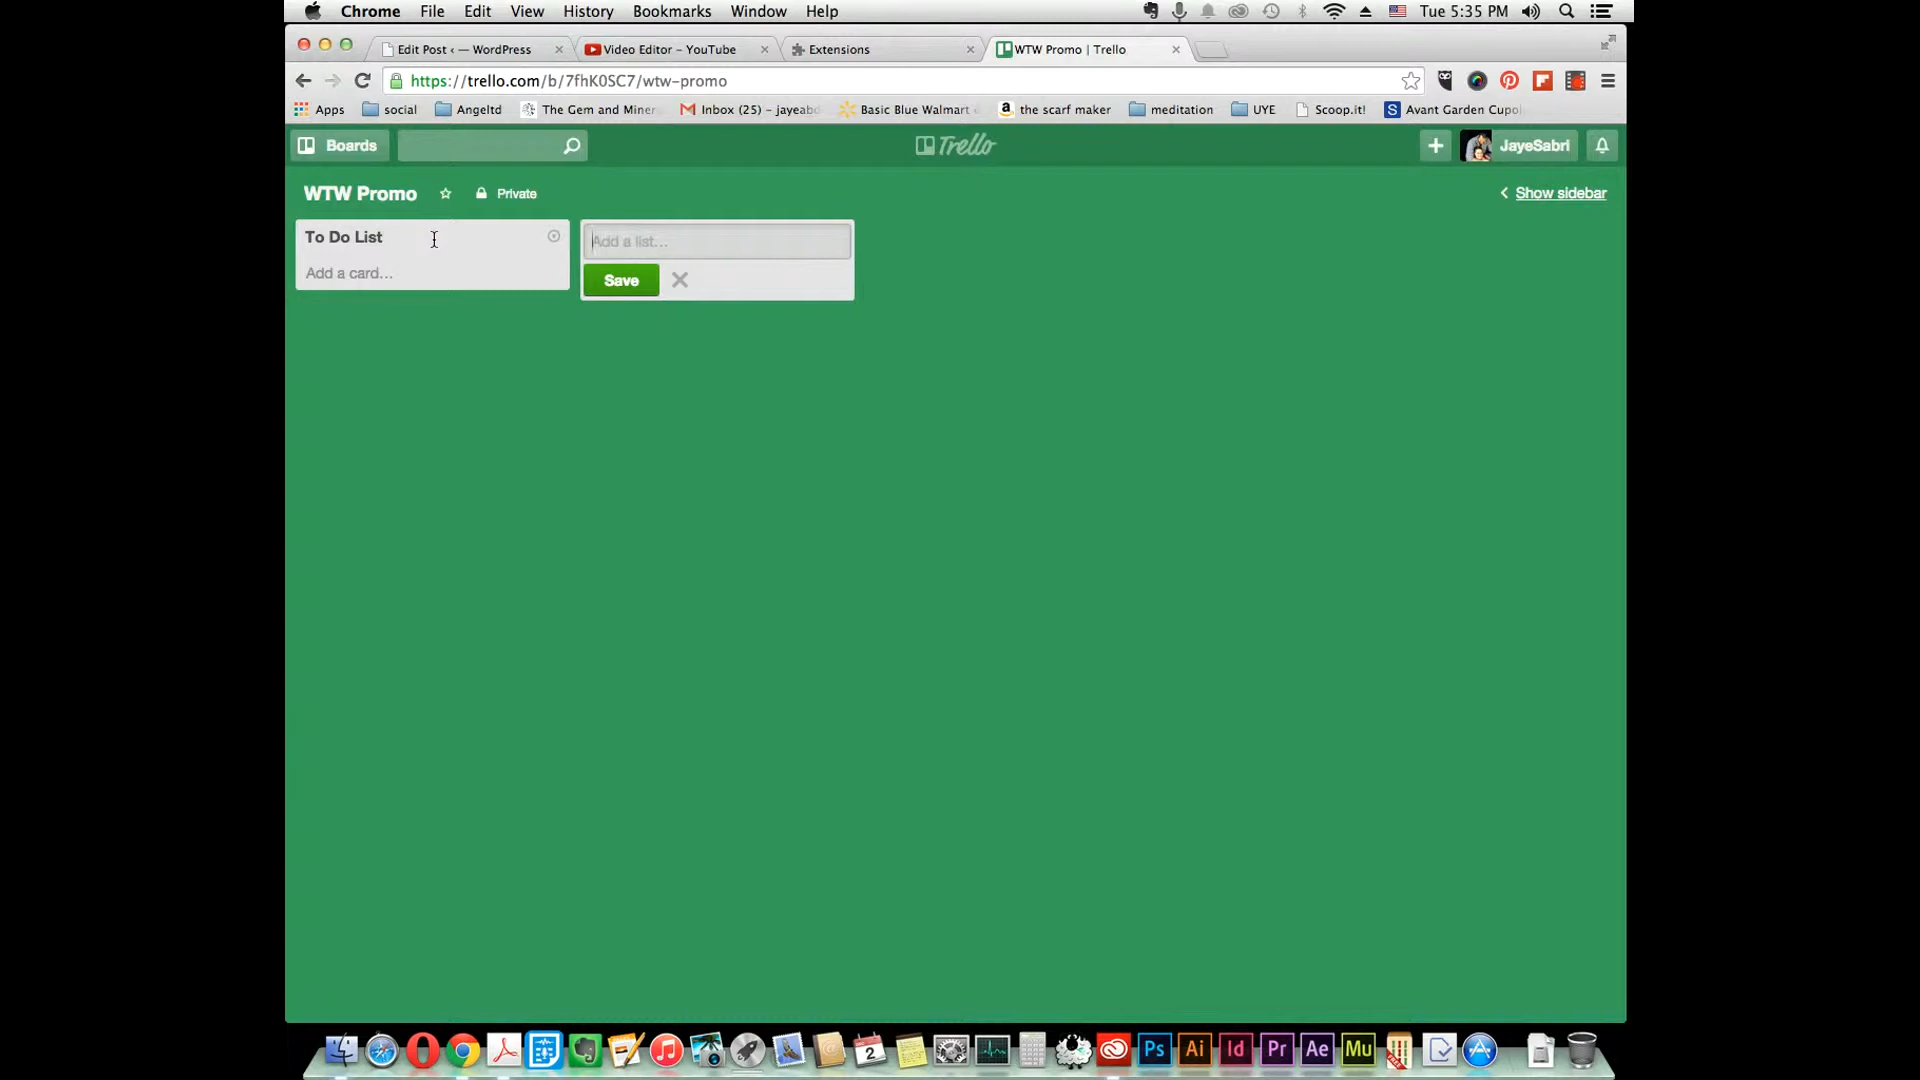 Chrome File Edit View History Bookmarks Window Help Tue 5:35 PM
Edit Post ‹ — WordPress Video Editor – YouTube Extensions WTW Promo | Trello
https://trello.com/b/7fhK0SC7/wtw-promo
Apps social Angeltd The Gem and Miner Inbox (25) – jayeabd Basic Blue Walmart a the scarf maker meditation UYE Scoop.it! S Avant Garden Cupo
Boards Trello JayeSabri
WTW Promo Private Show sidebar
To Do List Add a list...
Add a card... Save
2 Ps Ai Id Pr Ae Mu